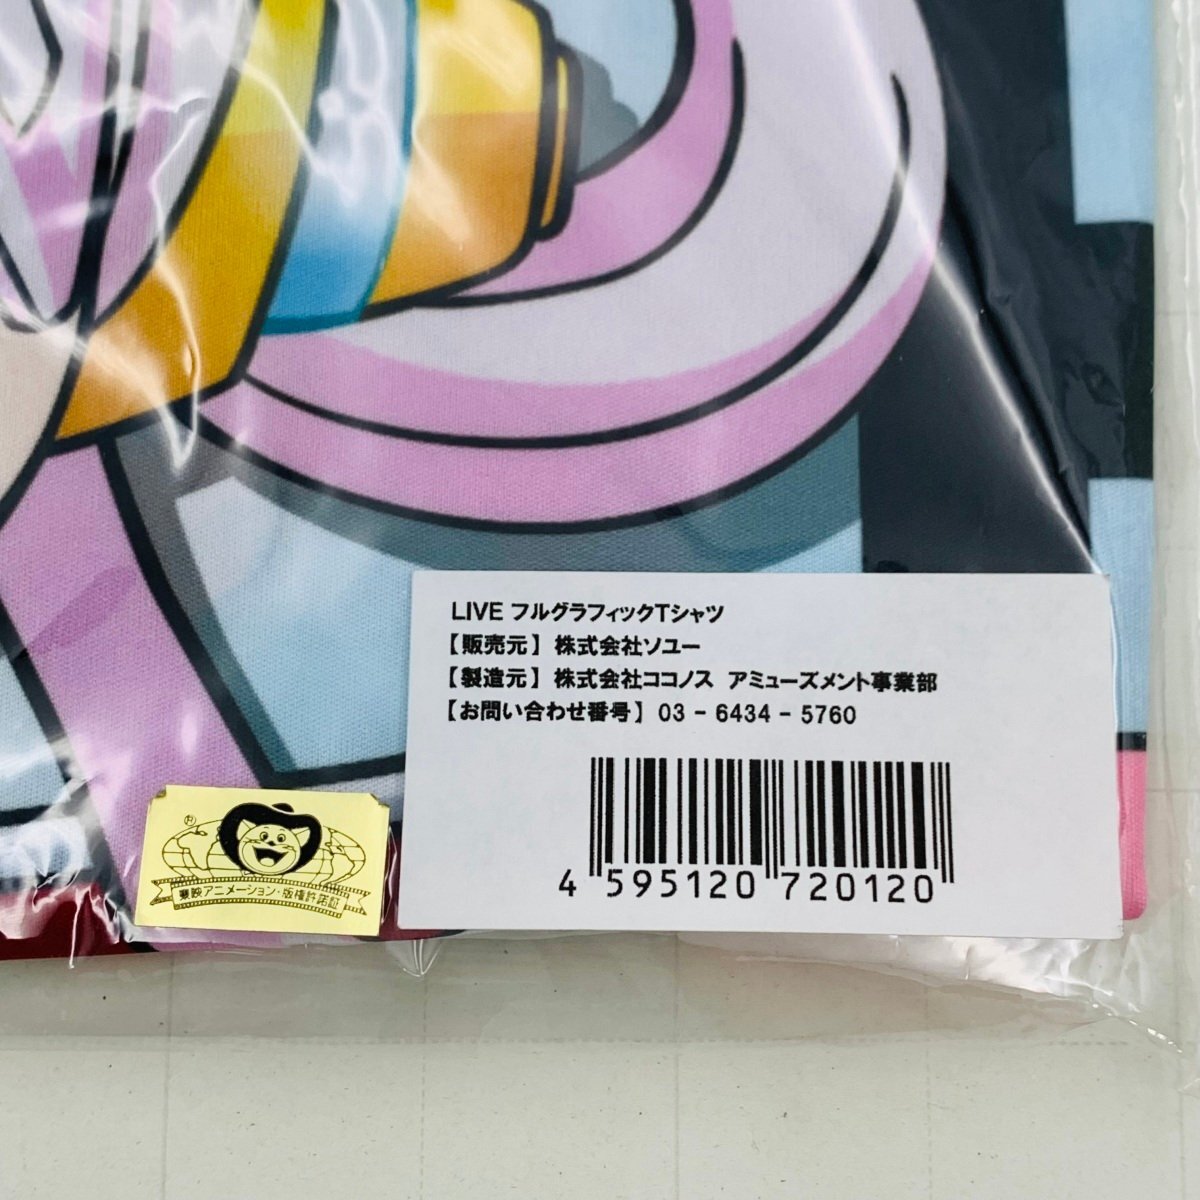 LIVE フルグラフィックTシャツ
【販売元】 株式会社ソユー
【製造元】 株式会社ココノス アミューズメント事業部
【お問い合わせ番号】 03 - 6434 - 5760
4 595120 720120
®
東映アニメーション・版権許諾証